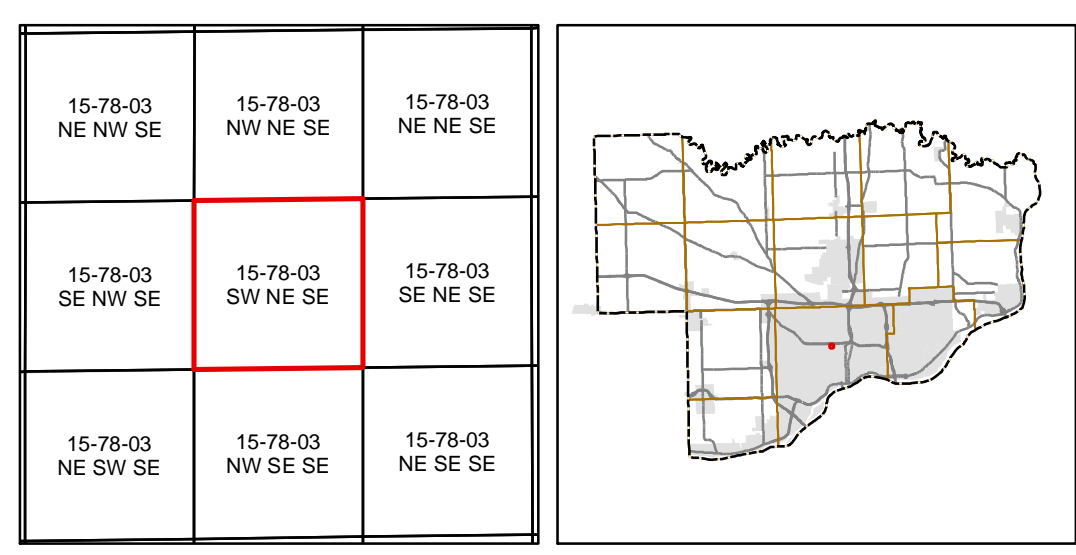 15-78-03
NE NW SE
15-78-03
NW NE SE
15-78-03
NE NE SE
15-78-03
SE NW SE
15-78-03
SW NE SE
15-78-03
SE NE SE
15-78-03
NE SW SE
15-78-03
NW SE SE
15-78-03
NE SE SE